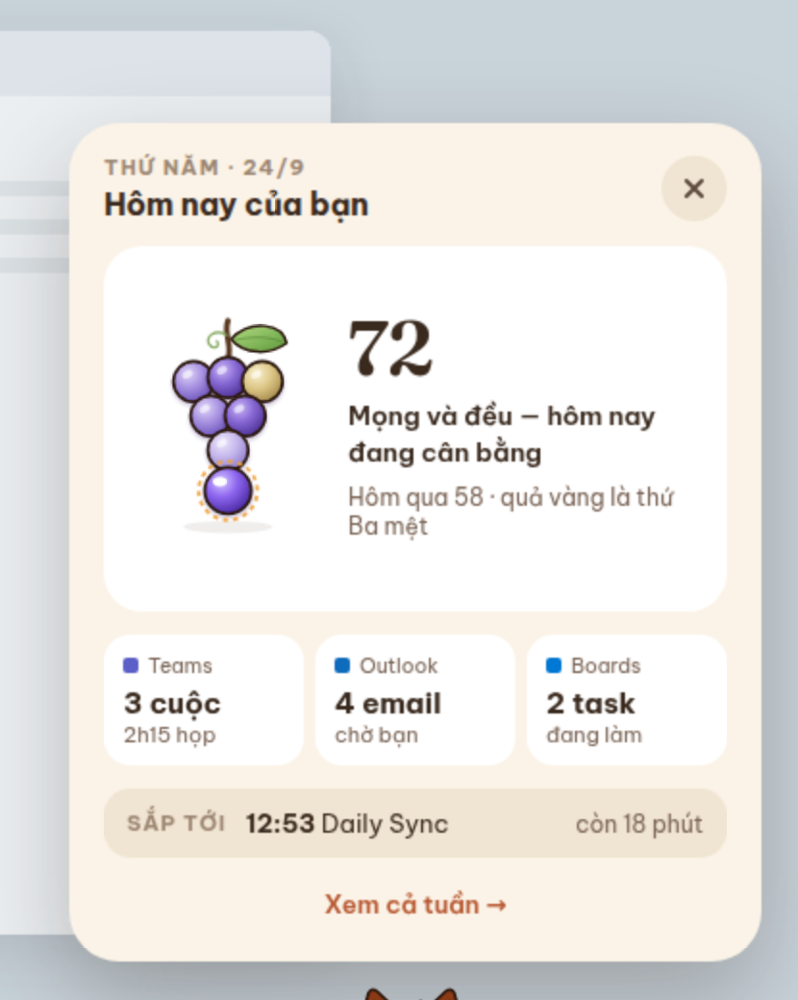 THỨ NĂM · 24/9
Hôm nay của bạn
72
Mọng và đều — hôm nay
đang cân bằng
Hôm qua 58 · quả vàng là thứ
Ba mệt
Teams
3 cuộc
2h15 họp
Outlook
4 email
chờ bạn
Boards
2 task
đang làm
SẮP TỚI 12:53 Daily Sync còn 18 phút
Xem cả tuần →